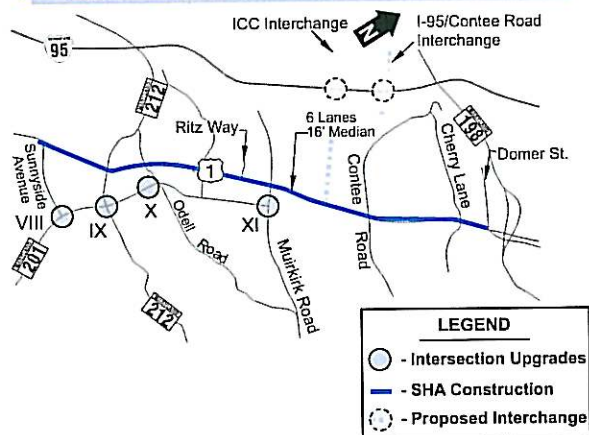 ICC Interchange
N
I-95/Contee Road
Interchange
95
212
198
Ritz Way
6 Lanes
16' Median
Sunnyside
Avenue
1
Contee
Road
Cherry Lane
Domer St.
VIII
IX
X
XI
Odell
Road
Muirkirk Road
201
212
LEGEND
- Intersection Upgrades
- SHA Construction
- Proposed Interchange